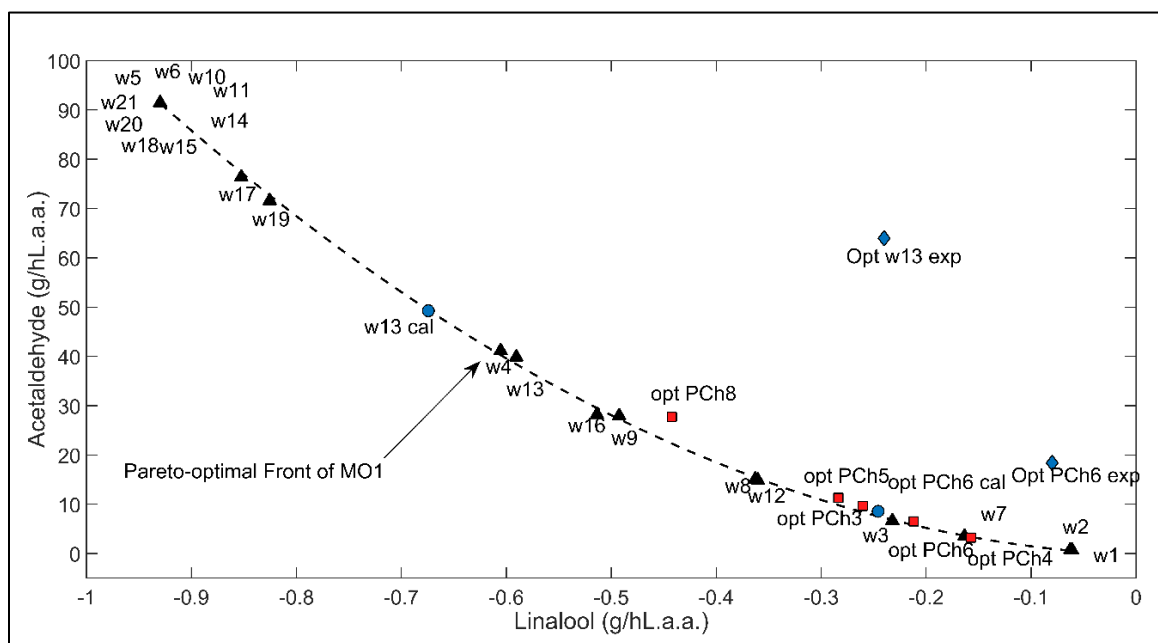 100
90
80
70
60
50
40
30
20
10
0
Acetaldehyde (g/hL.a.a.)
w5
w6
w10
w11
w21
w20
w14
w18
w15
w17
w19
Opt w13 exp
w13 cal
w4
w13
opt PCh8
w16
w9
Pareto-optimal Front of MO1
w8
w12
opt PCh5
opt PCh6 cal
Opt PCh6 exp
opt PCh3
w3
w7
w2
opt PCh6
opt PCh4
w1
-1
-0.9
-0.8
-0.7
-0.6
-0.5
-0.4
-0.3
-0.2
-0.1
0
Linalool (g/hL.a.a.)